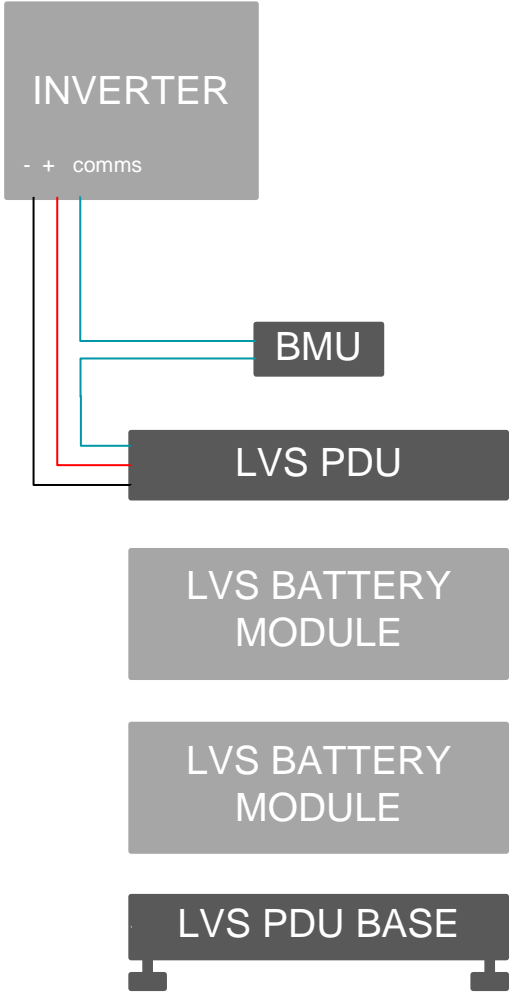 INVERTER
- + comms
BMU
LVS PDU
LVS BATTERY
MODULE
LVS BATTERY
MODULE
LVS PDU BASE